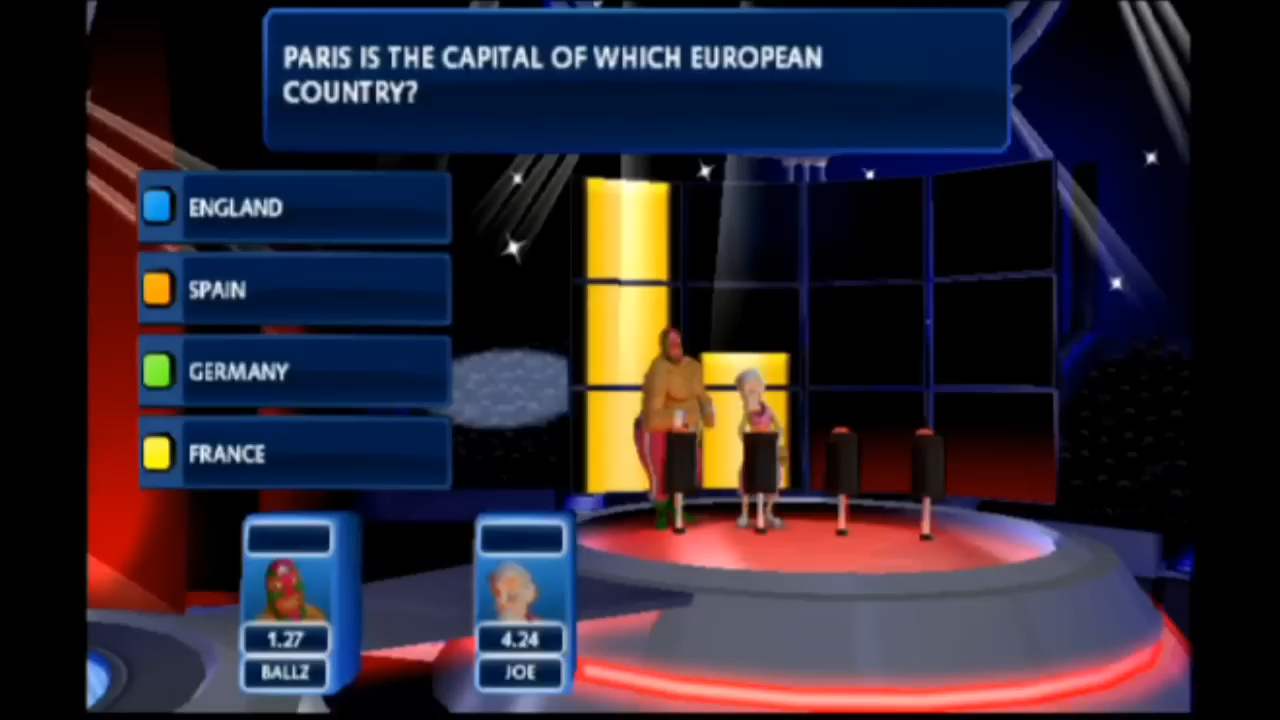 PARIS IS THE CAPITAL OF WHICH EUROPEAN
COUNTRY?
ENGLAND
SPAIN
GERMANY
FRANCE
1.27
BALLZ
4.24
JOE